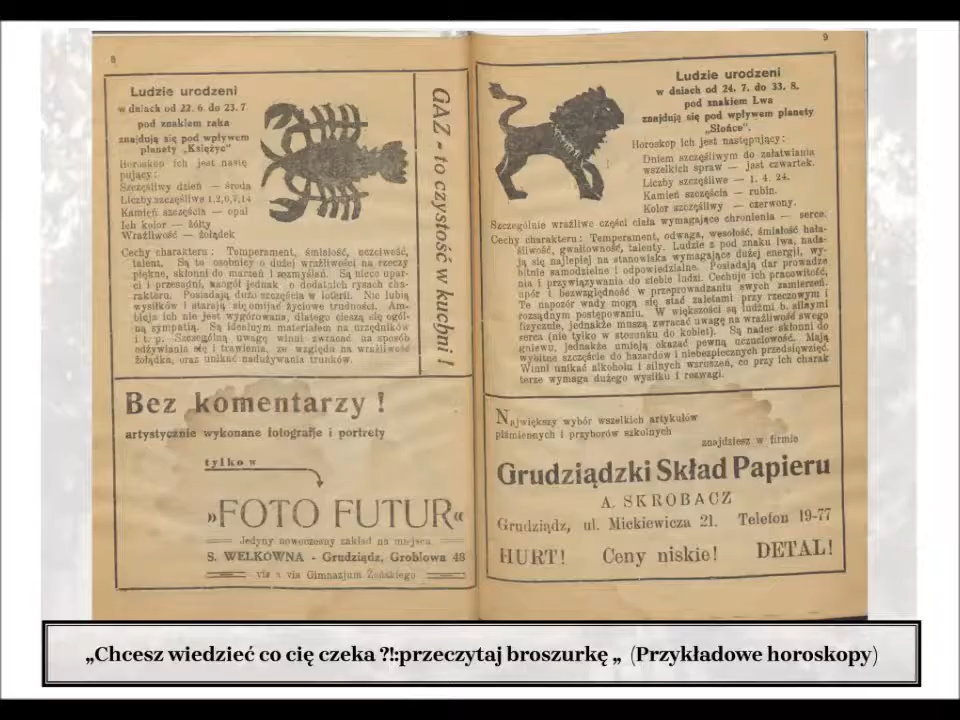 8
Ludzie urodzeni
w dniach od 22. 6. do 23. 7.
pod znakiem raka
znajdują się pod wpływem
planety „Księżyc"
Horoskop ich jest nastę
pujący:
Szczęśliwy dzień — środa
Liczby szczęśliwe 1,2,6,7,14
Kamień szczęścia — opal
Ich kolor — żółty
Wrażliwość — żołądek
Cechy charakteru: Temperament, śmiałość, uczciwość,
talent. Są to osobnicy o dużej wrażliwości na rzeczy
piękne, skłonni do marzeń i rozmyślań. Są nieco upar-
ci i przesądni, naogół jednak o dodatnich rysach cha-
rakteru. Posiadają dużo szczęścia w loterii. Nie lubią
wysiłków i starają się omijać życiowe trudności. Am-
bicja ich nie jest wygórowana, dlatego cieszą się ogól-
ną sympatią. Są idealnym materiałem na urzędników
i t. p. Szczególną uwagę winni zwracać na sposób
odżywiania się i trawienia, ze względu na wrażliwość
żołądka, oraz unikać nadużywania trunków.
GAZ - to czystość w kuchni!
Bez komentarzy!
artystycznie wykonane fotografje i portrety
tylko w
»FOTO FUTUR«
Jedyny nowoczesny zakład na miejscu
S. WELKOWNA - Grudziądz, Groblowa 48
vis a vis Gimnazjum Żeńskiego
9
Ludzie urodzeni
w dniach od 24. 7. do 33. 8.
pod znakiem Lwa
znajdują się pod wpływem planety
„Słońce".
Horoskop ich jest następujący:
Dniem szczęśliwym do załatwiania
wszelkich spraw — jest czwartek.
Liczby szczęśliwe — 1. 4. 24.
Kamień szczęścia — rubin.
Kolor szczęśliwy — czerwony.
Szczególnie wrażliwe części ciała wymagające chronienia — serce.
Cechy charakteru: Temperament, odwaga, wesołość, śmiałość hała-
śliwość, gwałtowność, talenty. Ludzie z pod znaku lwa, nada-
ją się najlepiej na stanowiska wymagające dużej energii, wy-
bitnie samodzielne i odpowiedzialne. Posiadają dar prowadze
nia i przywiązywania do siebie ludzi. Cechuje ich pracowitość,
upór i bezwzględność w przeprowadzaniu swych zamierzeń.
Te napozór wady mogą się stać zaletami przy rzeczowym i
rozsądnym postępowaniu. W większości są ludźmi b. silnymi
fizycznie, jednakże muszą zwracać uwagę na wrażliwość swego
serca (nie tylko w stosunku do kobiet). Są nader skłonni do
gniewu, jednakże umieją okazać pewną uczuciowość. Mają
wybitne szczęście do hazardów i niebezpiecznych przedsięwzięć.
Winni unikać alkoholu i silnych wzruszeń, co przy ich charak
terze wymaga dużego wysiłku i rozwagi.
Największy wybór wszelkich artykułów
piśmiennych i przyborów szkolnych
znajdziesz w firmie
Grudziądzki Skład Papieru
A. SKROBACZ
Grudziądz, ul. Mickiewicza 21. Telefon 19-77
HURT! Ceny niskie! DETAL!
„Chcesz wiedzieć co cię czeka ?!:przeczytaj broszurkę „ (Przykładowe horoskopy)